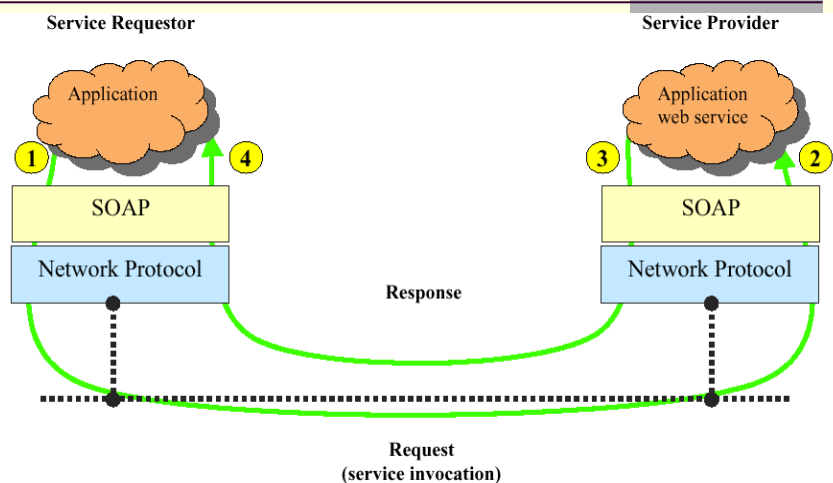 Service Requestor
Service Provider
Application
Application
web service
1
4
3
2
SOAP
SOAP
Network Protocol
Network Protocol
Response
Request
(service invocation)